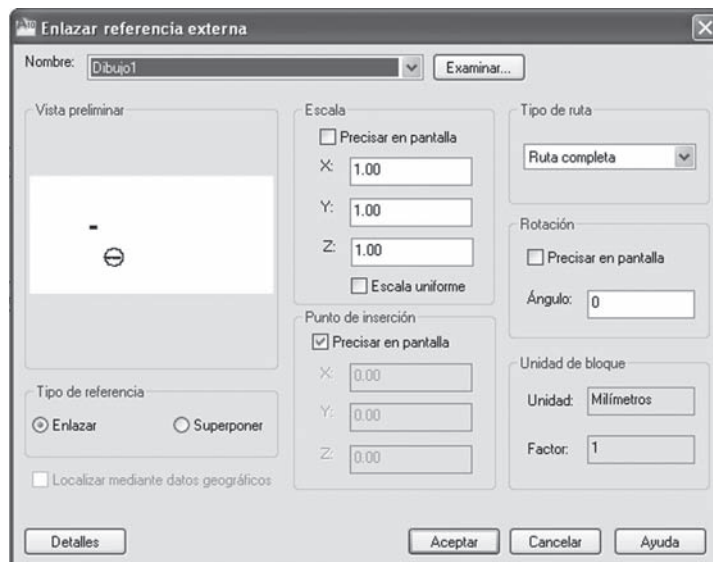 Enlazar referencia externa
Nombre: Dibujo1 Examinar...
Vista preliminar
Tipo de referencia
Enlazar Superponer
Localizar mediante datos geográficos
Escala
Precisar en pantalla
X: 1.00
Y: 1.00
Z: 1.00
Escala uniforme
Punto de inserción
Precisar en pantalla
X: 0.00
Y: 0.00
Z: 0.00
Tipo de ruta
Ruta completa
Rotación
Precisar en pantalla
Ángulo: 0
Unidad de bloque
Unidad: Milímetros
Factor: 1
Detalles Aceptar Cancelar Ayuda